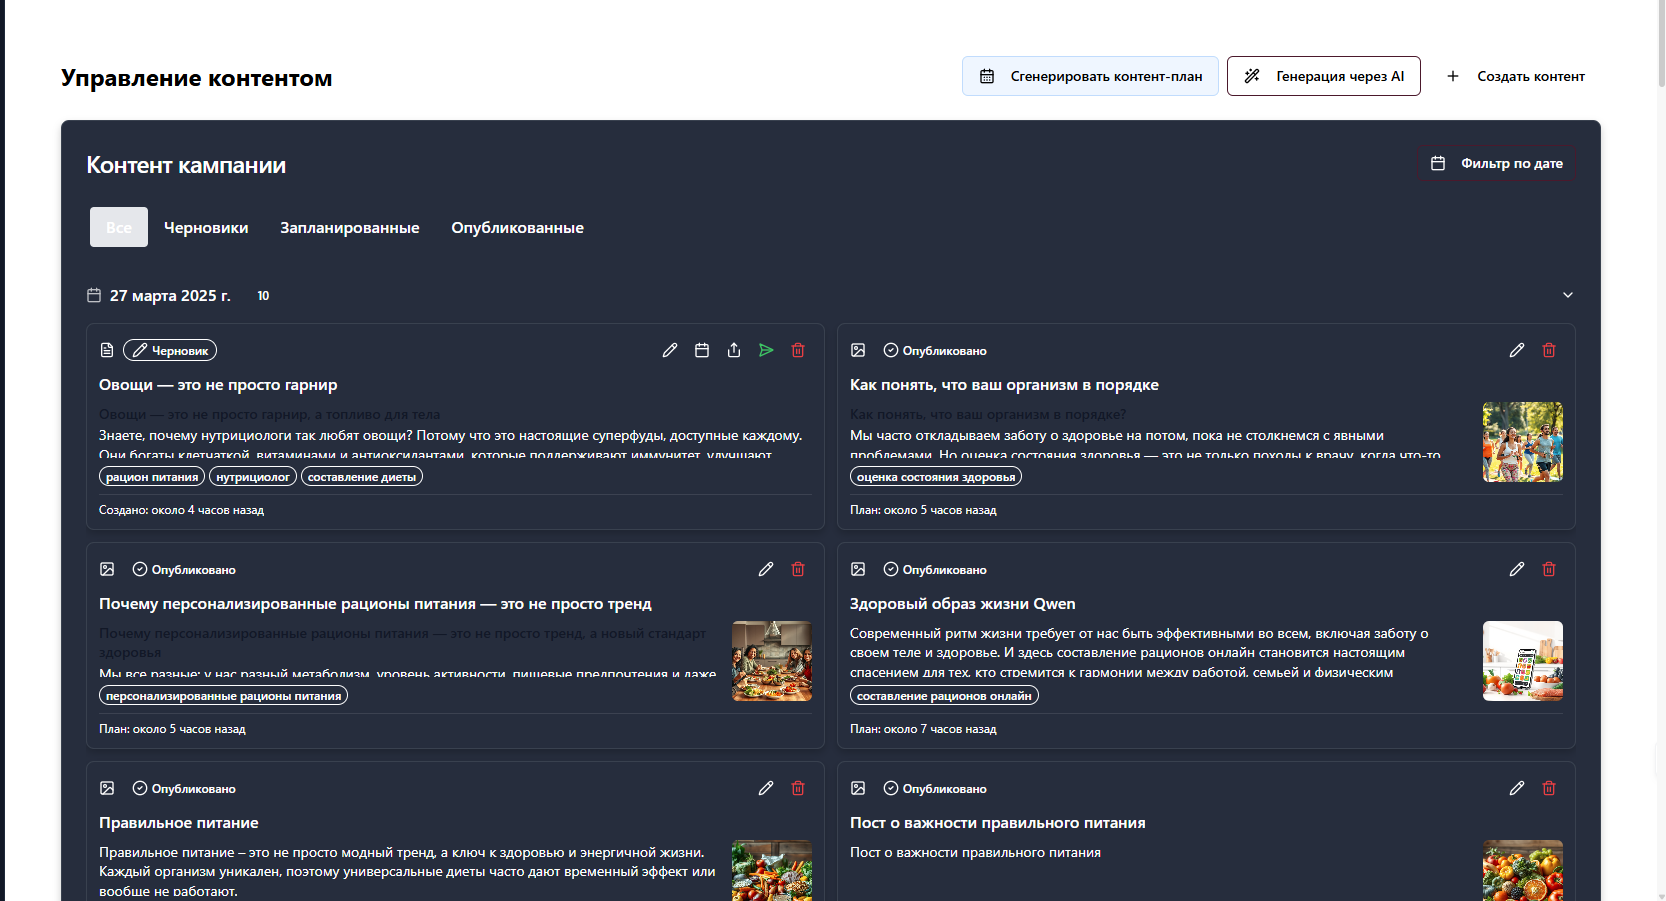 Управление контентом
Сгенерировать контент-план
Генерация через AI
Создать контент
Контент кампании
Фильтр по дате
Все
Черновики
Запланированные
Опубликованные
27 марта 2025 г.
10
Черновик
Овощи — это не просто гарнир
Овощи — это не просто гарнир, а топливо для тела
Знаете, почему нутрициологи так любят овощи? Потому что это настоящие суперфуды, доступные каждому.
Они богаты клетчаткой, витаминами и антиоксидантами, которые поддерживают иммунитет, улучшают
рацион питания
нутрициолог
составление диеты
Создано: около 4 часов назад
Опубликовано
Как понять, что ваш организм в порядке
Как понять, что ваш организм в порядке?
Мы часто откладываем заботу о здоровье на потом, пока не столкнемся с явными
проблемами. Но оценка состояния здоровья — это не только походы к врачу, когда что-то
оценка состояния здоровья
План: около 5 часов назад
Опубликовано
Почему персонализированные рационы питания — это не просто тренд
Почему персонализированные рационы питания — это не просто тренд, а новый стандарт
здоровья
Мы все разные: у нас разный метаболизм, уровень активности, пищевые предпочтения и даже
персонализированные рационы питания
План: около 5 часов назад
Опубликовано
Здоровый образ жизни Qwen
Современный ритм жизни требует от нас быть эффективными во всем, включая заботу о
своем теле и здоровье. И здесь составление рационов онлайн становится настоящим
спасением для тех, кто стремится к гармонии между работой, семьей и физическим
составление рационов онлайн
План: около 7 часов назад
Опубликовано
Правильное питание
Правильное питание – это не просто модный тренд, а ключ к здоровью и энергичной жизни.
Каждый организм уникален, поэтому универсальные диеты часто дают временный эффект или
вообще не работают.
Опубликовано
Пост о важности правильного питания
Пост о важности правильного питания